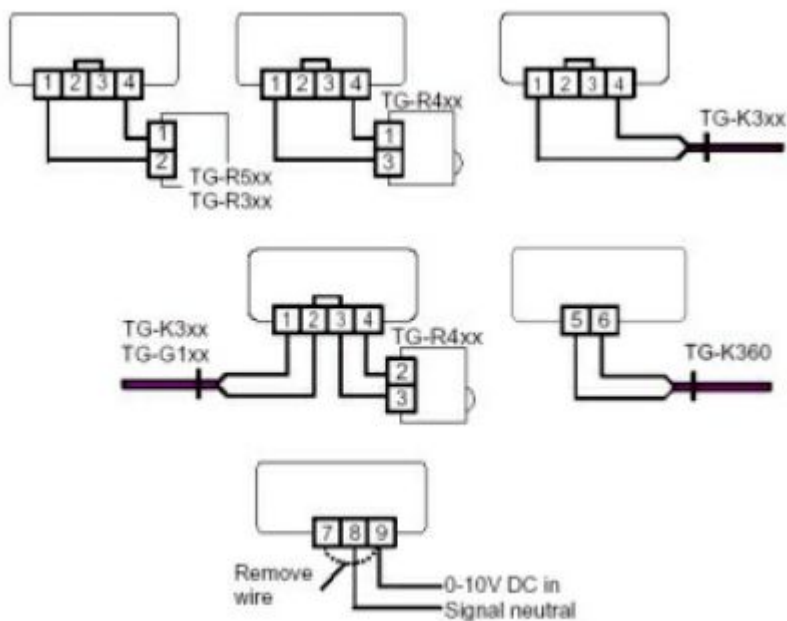 1 2 3 4
1
2
TG-R5xx
TG-R3xx
1 2 3 4
TG-R4xx
1
3
1 2 3 4
TG-K3xx
TG-K3xx
TG-G1xx
1 2 3 4
TG-R4xx
2
3
5 6
TG-K360
7 8 9
Remove
wire
0-10V DC in
Signal neutral